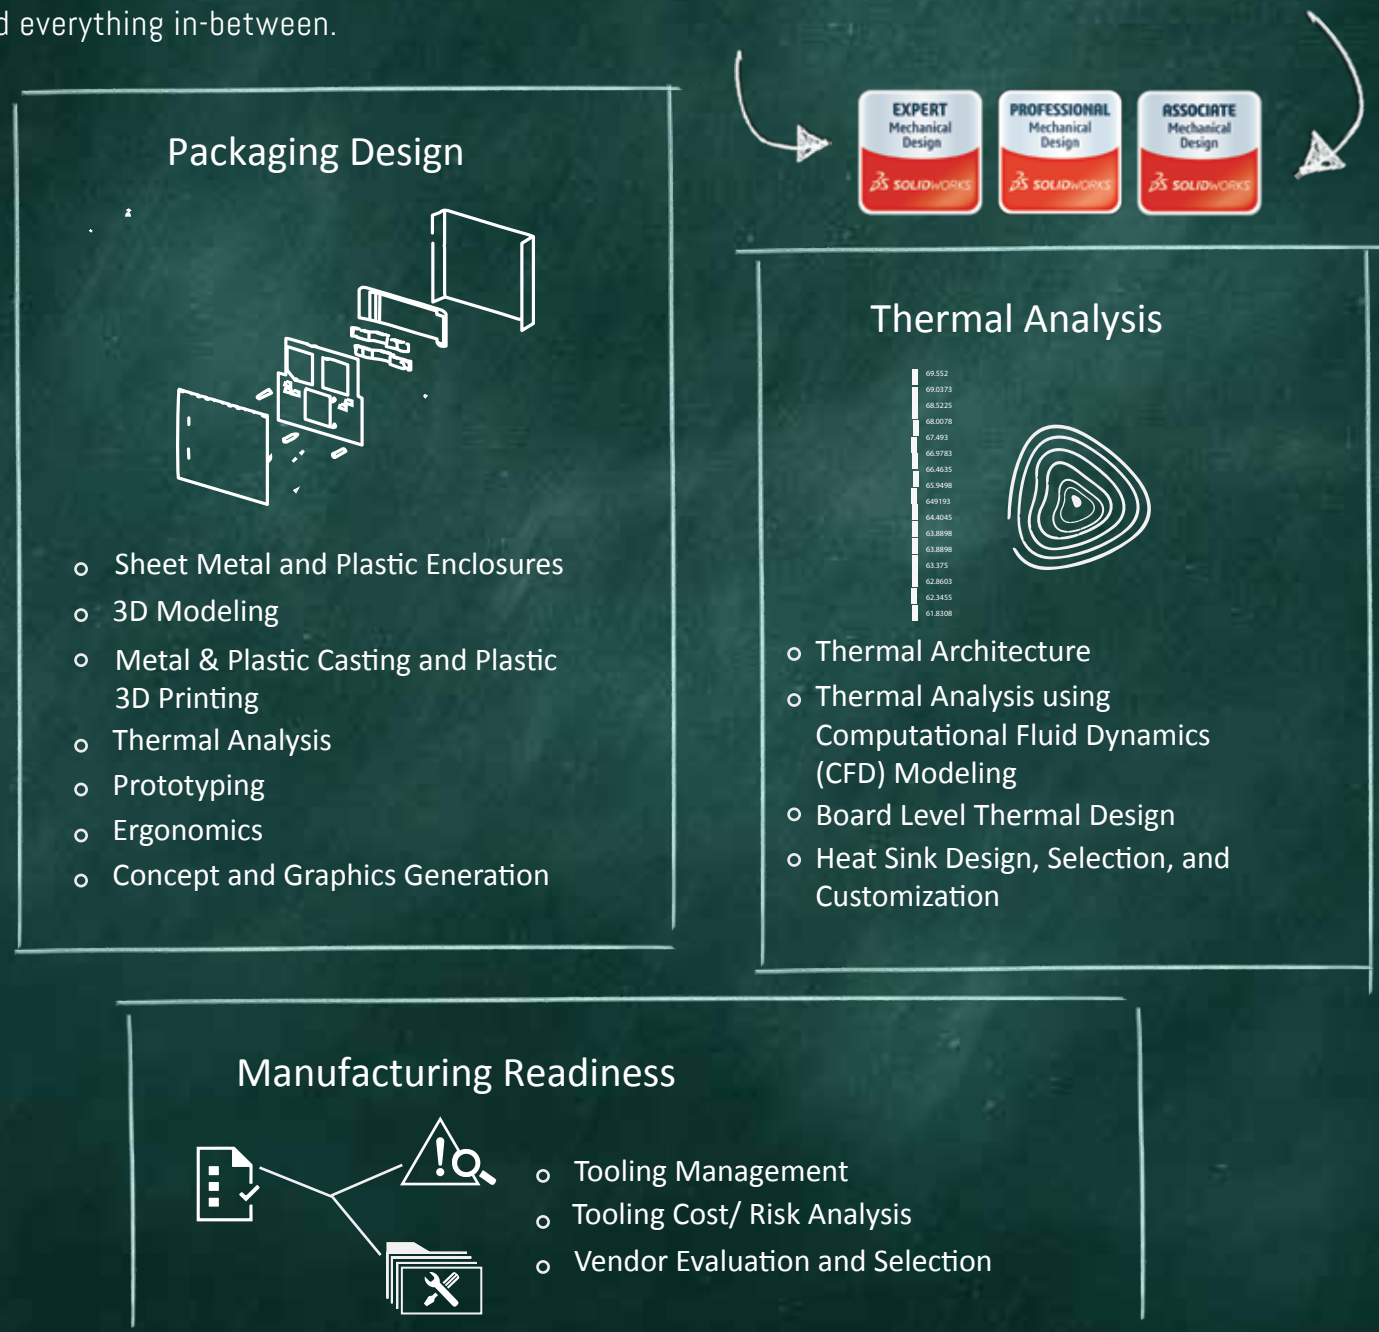 d everything in-between.
EXPERT
Mechanical
Design
SOLIDWORKS
PROFESSIONAL
Mechanical
Design
SOLIDWORKS
ASSOCIATE
Mechanical
Design
SOLIDWORKS
Packaging Design
Sheet Metal and Plastic Enclosures
3D Modeling
Metal & Plastic Casting and Plastic
3D Printing
Thermal Analysis
Prototyping
Ergonomics
Concept and Graphics Generation
Thermal Analysis
69.552
69.0373
68.5225
68.0078
67.493
66.9783
66.4635
65.9498
649193
64.4045
63.8898
63.8898
63.375
62.8603
62.3455
61.8308
Thermal Architecture
Thermal Analysis using
Computational Fluid Dynamics
(CFD) Modeling
Board Level Thermal Design
Heat Sink Design, Selection, and
Customization
Manufacturing Readiness
Tooling Management
Tooling Cost/ Risk Analysis
Vendor Evaluation and Selection